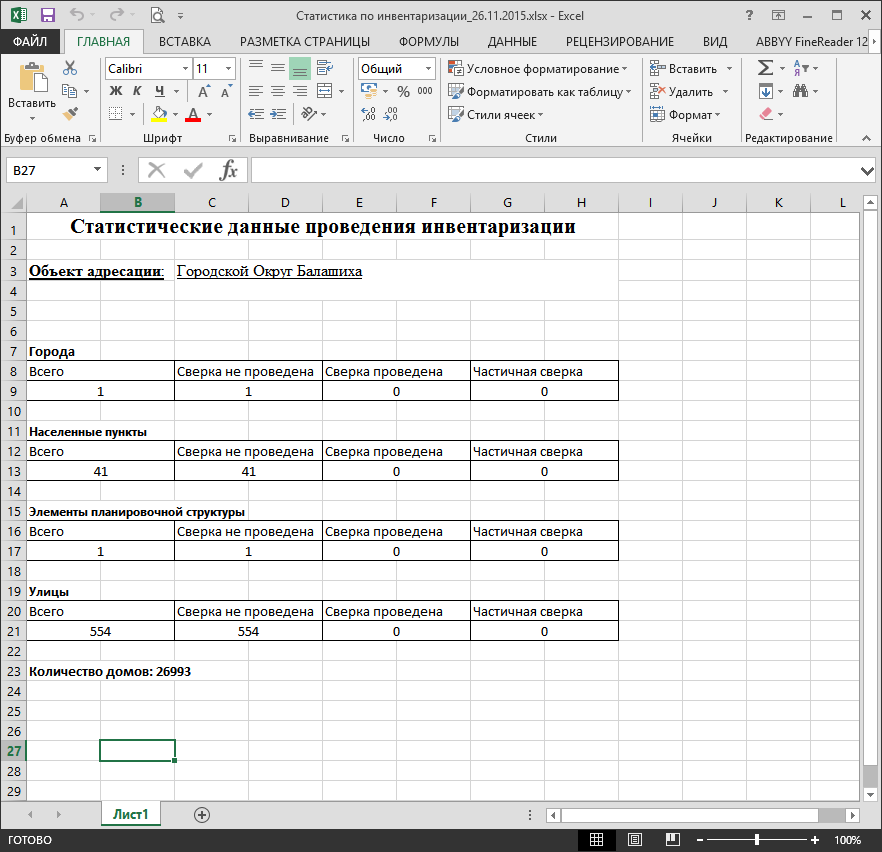 Статистика по инвентаризации_26.11.2015.xlsx - Excel
ФАЙЛ ГЛАВНАЯ ВСТАВКА РАЗМЕТКА СТРАНИЦЫ ФОРМУЛЫ ДАННЫЕ РЕЦЕНЗИРОВАНИЕ ВИД ABBYY FineReader 12
Вставить
Буфер обмена
Calibri 11
Ж К Ч
Шрифт
Выравнивание
Общий
% 000
Число
Условное форматирование
Форматировать как таблицу
Стили ячеек
Стили
Вставить
Удалить
Формат
Ячейки
Редактирование
B27
A B C D E F G H I J K L
1 Статистические данные проведения инвентаризации
2
3 Объект адресации: Городской Округ Балашиха
4
5
6
7 Города
8 Всего Сверка не проведена Сверка проведена Частичная сверка
9 1 1 0 0
10
11 Населенные пункты
12 Всего Сверка не проведена Сверка проведена Частичная сверка
13 41 41 0 0
14
15 Элементы планировочной структуры
16 Всего Сверка не проведена Сверка проведена Частичная сверка
17 1 1 0 0
18
19 Улицы
20 Всего Сверка не проведена Сверка проведена Частичная сверка
21 554 554 0 0
22
23 Количество домов: 26993
24
25
26
27
28
29
Лист1
ГОТОВО 100%